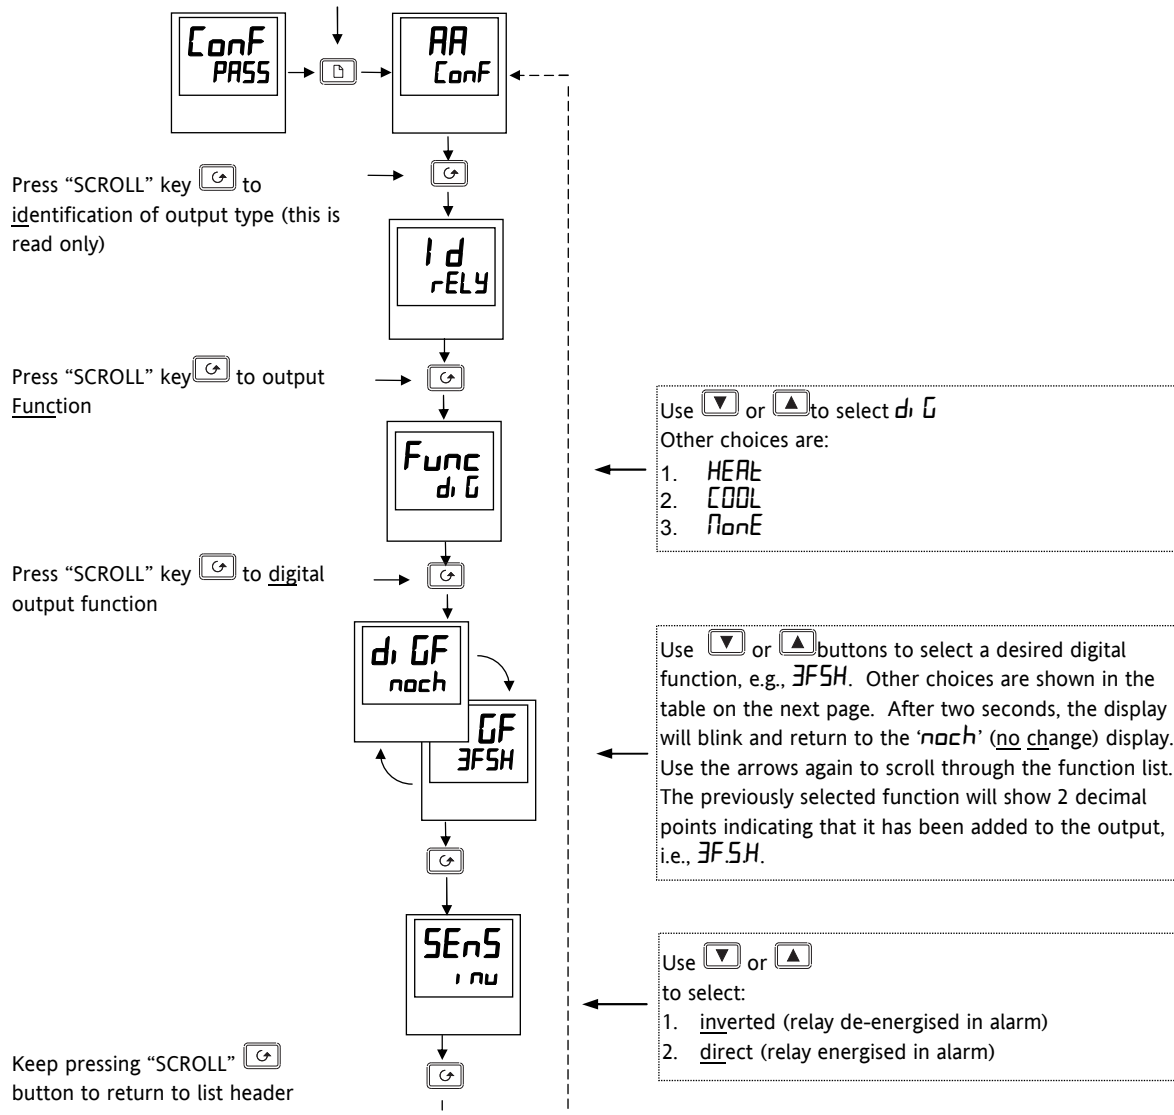 ConF
PASS
AA
ConF
Press “SCROLL” key to
identification of output type (this is
read only)
Id
rELY
Press “SCROLL” key to output
Function
Func
diG
Use or to select diG
Other choices are:
1. HEAt
2. COOL
3. NonE
Press “SCROLL” key to digital
output function
diGF
noch
GF
3FSH
Use or buttons to select a desired digital
function, e.g., 3FSH. Other choices are shown in the
table on the next page. After two seconds, the display
will blink and return to the ‘noch’ (no change) display.
Use the arrows again to scroll through the function list.
The previously selected function will show 2 decimal
points indicating that it has been added to the output,
i.e., 3F.S.H.
SEnS
inv
Use or
to select:
1. inverted (relay de-energised in alarm)
2. direct (relay energised in alarm)
Keep pressing “SCROLL”
button to return to list header